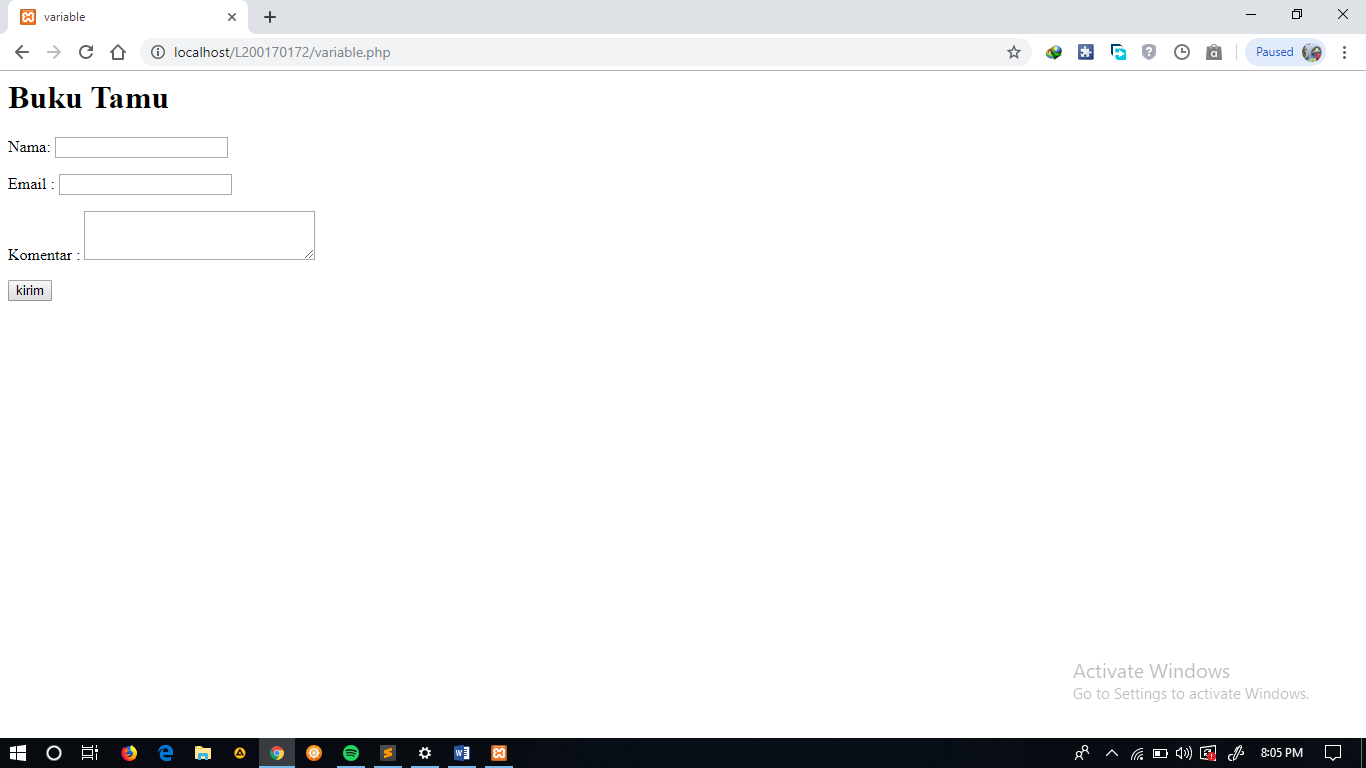 variable
localhost/L200170172/variable.php
Paused
Buku Tamu
Nama:
Email :
Komentar :
kirim
Activate Windows
Go to Settings to activate Windows.
8:05 PM